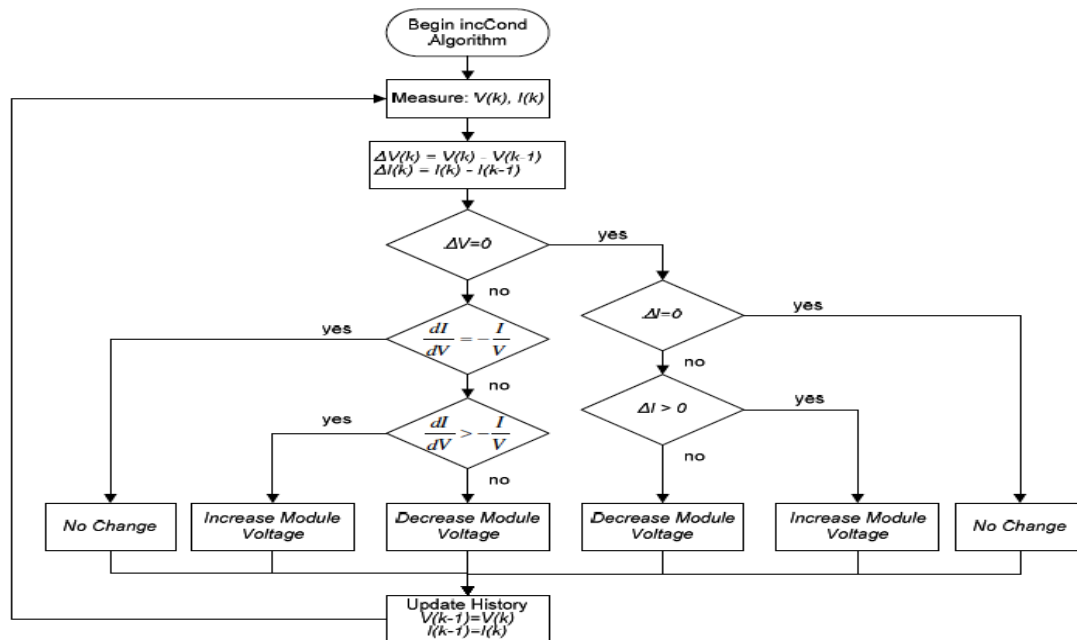 Begin incCond
Algorithm
Measure: V(k), I(k)
ΔV(k) = V(k) - V(k-1)
ΔI(k) = I(k) - I(k-1)
ΔV=0
yes
no
ΔI=0
yes
no
dI/dV = -I/V
yes
no
ΔI > 0
yes
no
dI/dV > -I/V
yes
no
No Change
Increase Module
Voltage
Decrease Module
Voltage
Decrease Module
Voltage
Increase Module
Voltage
No Change
Update History
V(k-1)=V(k)
I(k-1)=I(k)